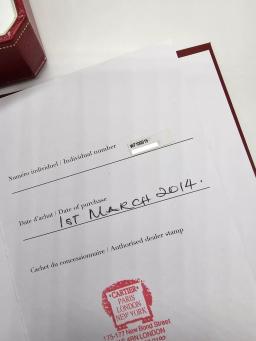 Numéro individuel / Individual number
Date d'achat / Date of purchase
1ST MARCH 2014.
Cachet du concessionnaire / Authorised dealer stamp
CARTIER
PARIS
LONDON
NEW YORK
175-177 New Bond Street
LONDON